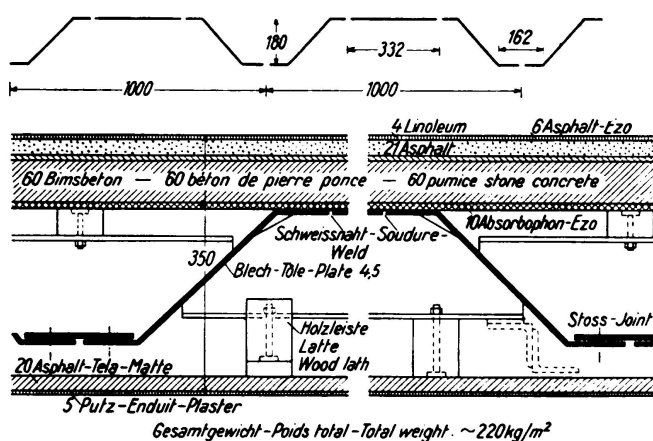 180
332
162
1000
1000
4 Linoleum
6 Asphalt-Ezo
21 Asphalt
60 Bimsbeton — 60 béton de pierre ponce — 60 pumice stone concrete
10 Absorbophon-Ezo
Schweissnaht-Soudure-
Weld
350
Blech-Tôle-Plate 4,5
Stoss-Joint
Holzleiste
Latte
Wood lath
20 Asphalt-Tela-Matte
5 Putz-Enduit-Plaster
Gesamtgewicht-Poids total-Total weight. ~220kg/m²